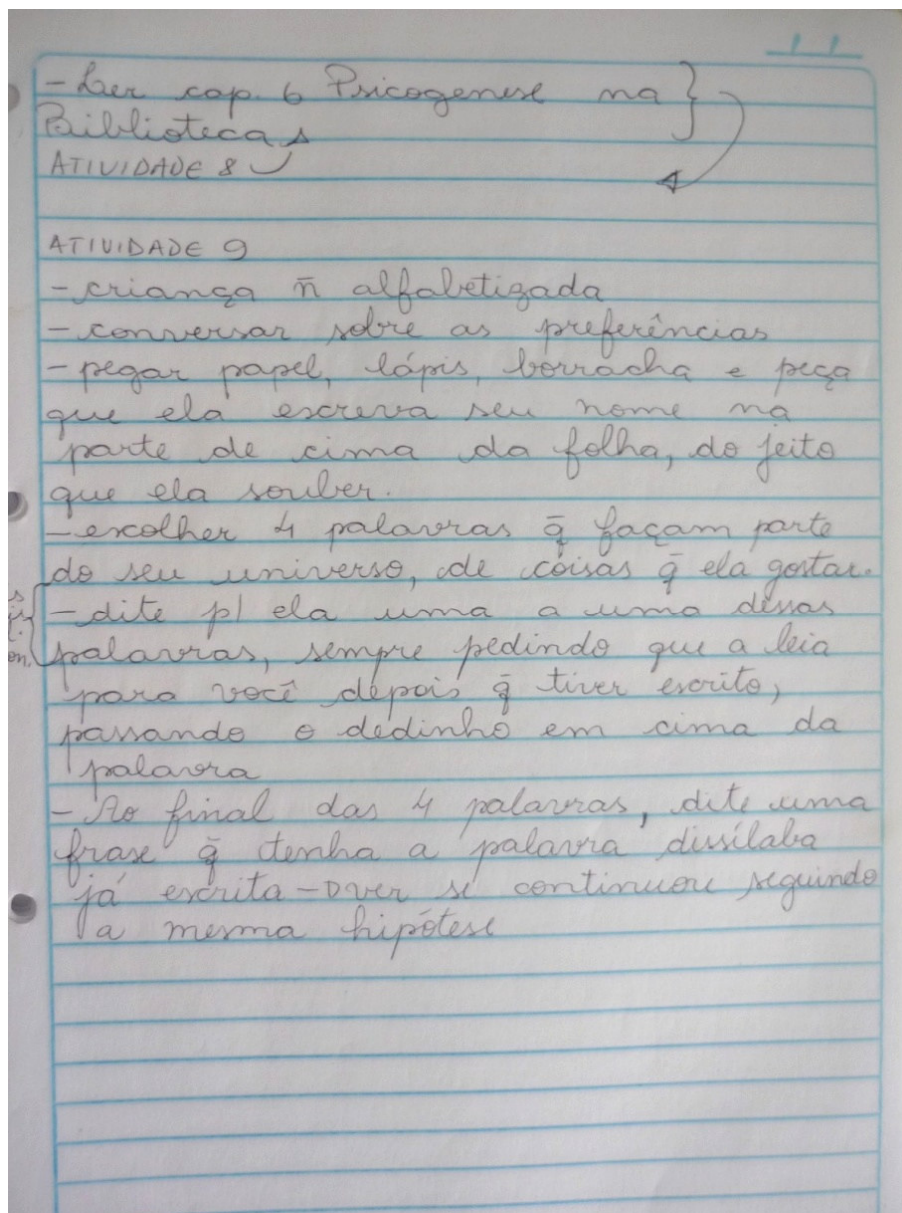 - Ler cap. 6 Psicogenese na }
Biblioteca
ATIVIDADE 8
ATIVIDADE 9
- criança ñ alfabetizada
- conversar sobre as preferências
- pegar papel, lápis, borracha e peça
que ela escreva seu nome na
parte de cima da folha, do jeito
que ela souber.
- escolher 4 palavras q̄ façam parte
do seu universo, de coisas q̄ ela gostar.
- dite p/ ela uma a uma dessas
palavras, sempre pedindo que a leia
para você depois q̄ tiver escrito,
passando o dedinho em cima da
palavra
- Ao final das 4 palavras, dite uma
frase q̄ tenha a palavra dissílaba
já escrita → ver se continuou seguindo
a mesma hipótese